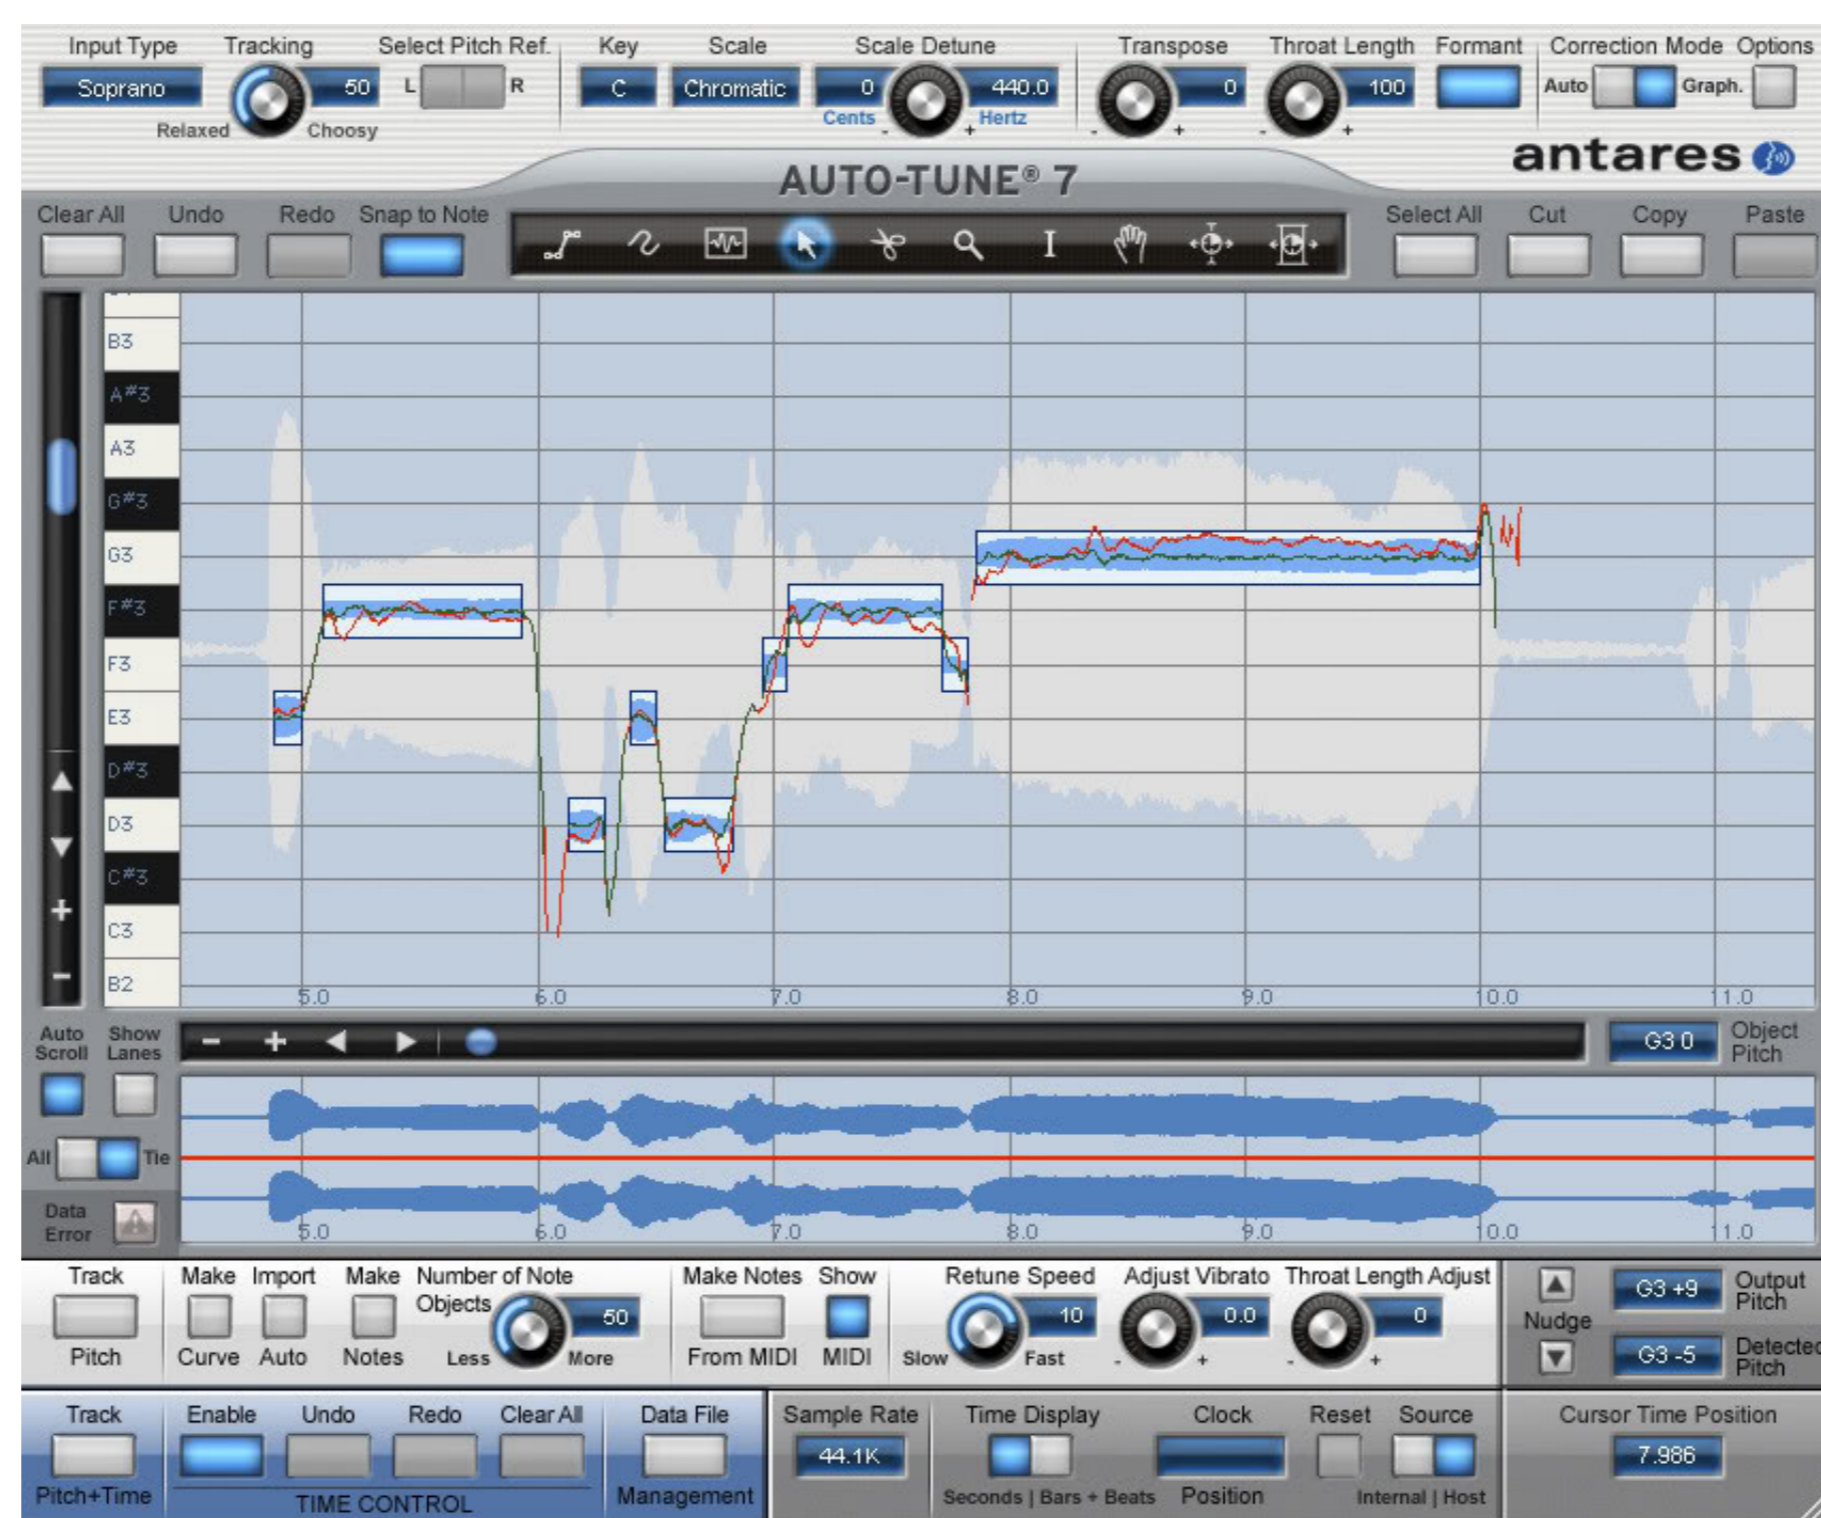 Input Type Tracking Select Pitch Ref. Key Scale Scale Detune Transpose Throat Length Formant Correction Mode Options
Soprano 50 L R C Chromatic 0 440.0 0 100 Auto Graph.
Relaxed Choosy Cents - + Hertz - + - +
antares
AUTO-TUNE® 7
Clear All Undo Redo Snap to Note Select All Cut Copy Paste
B3
A#3
A3
G#3
G3
F#3
F3
E3
D#3
D3
C#3
C3
B2
5.0 6.0 7.0 8.0 9.0 10.0 11.0
Auto Scroll Show Lanes G3 0 Object Pitch
All Tie
Data Error
5.0 6.0 7.0 8.0 9.0 10.0 11.0
Track Make Import Make Number of Note Make Notes Show Retune Speed Adjust Vibrato Throat Length Adjust
Objects 50 10 0.0 0
Pitch Curve Auto Notes Less More From MIDI MIDI Slow Fast - + - +
Nudge
G3 +9 Output Pitch
G3 -5 Detected Pitch
Track Enable Undo Redo Clear All Data File Sample Rate Time Display Clock Reset Source Cursor Time Position
44.1K 7.986
Pitch+Time TIME CONTROL Management Seconds | Bars + Beats Position Internal | Host